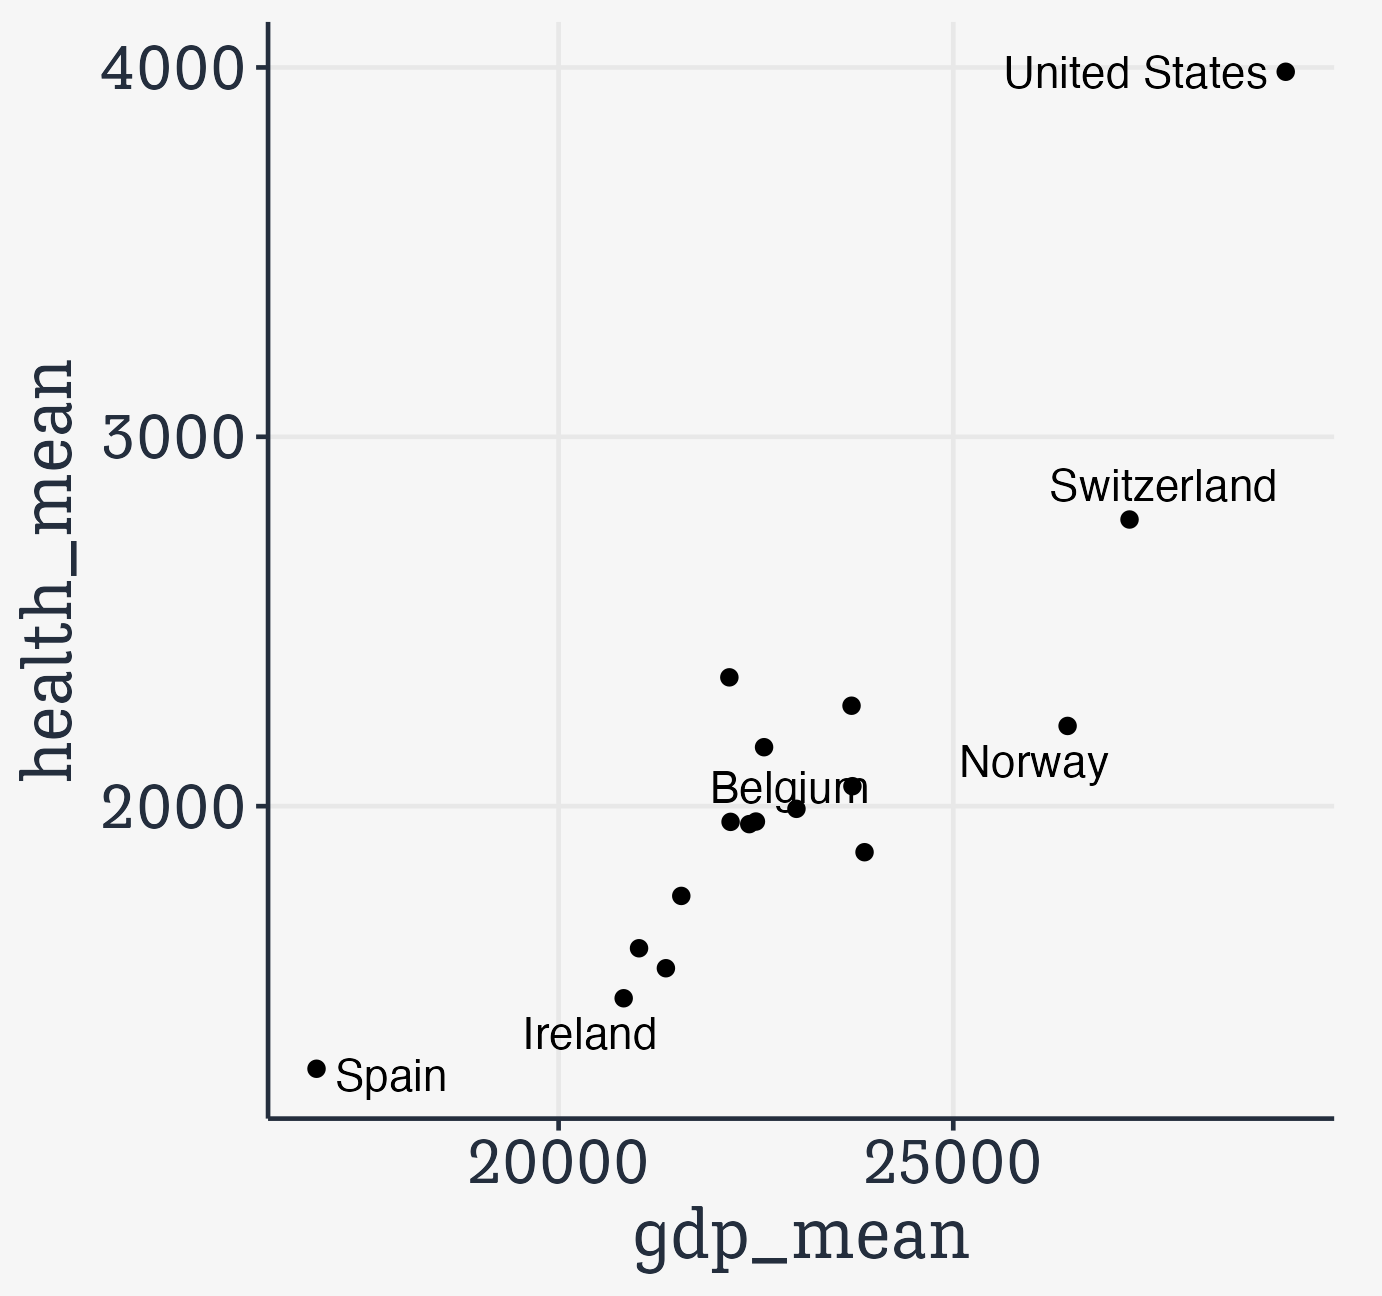 4000
United States
3000
Switzerland
Norway
Belgium
2000
Ireland
Spain
20000
25000
gdp_mean
health_mean